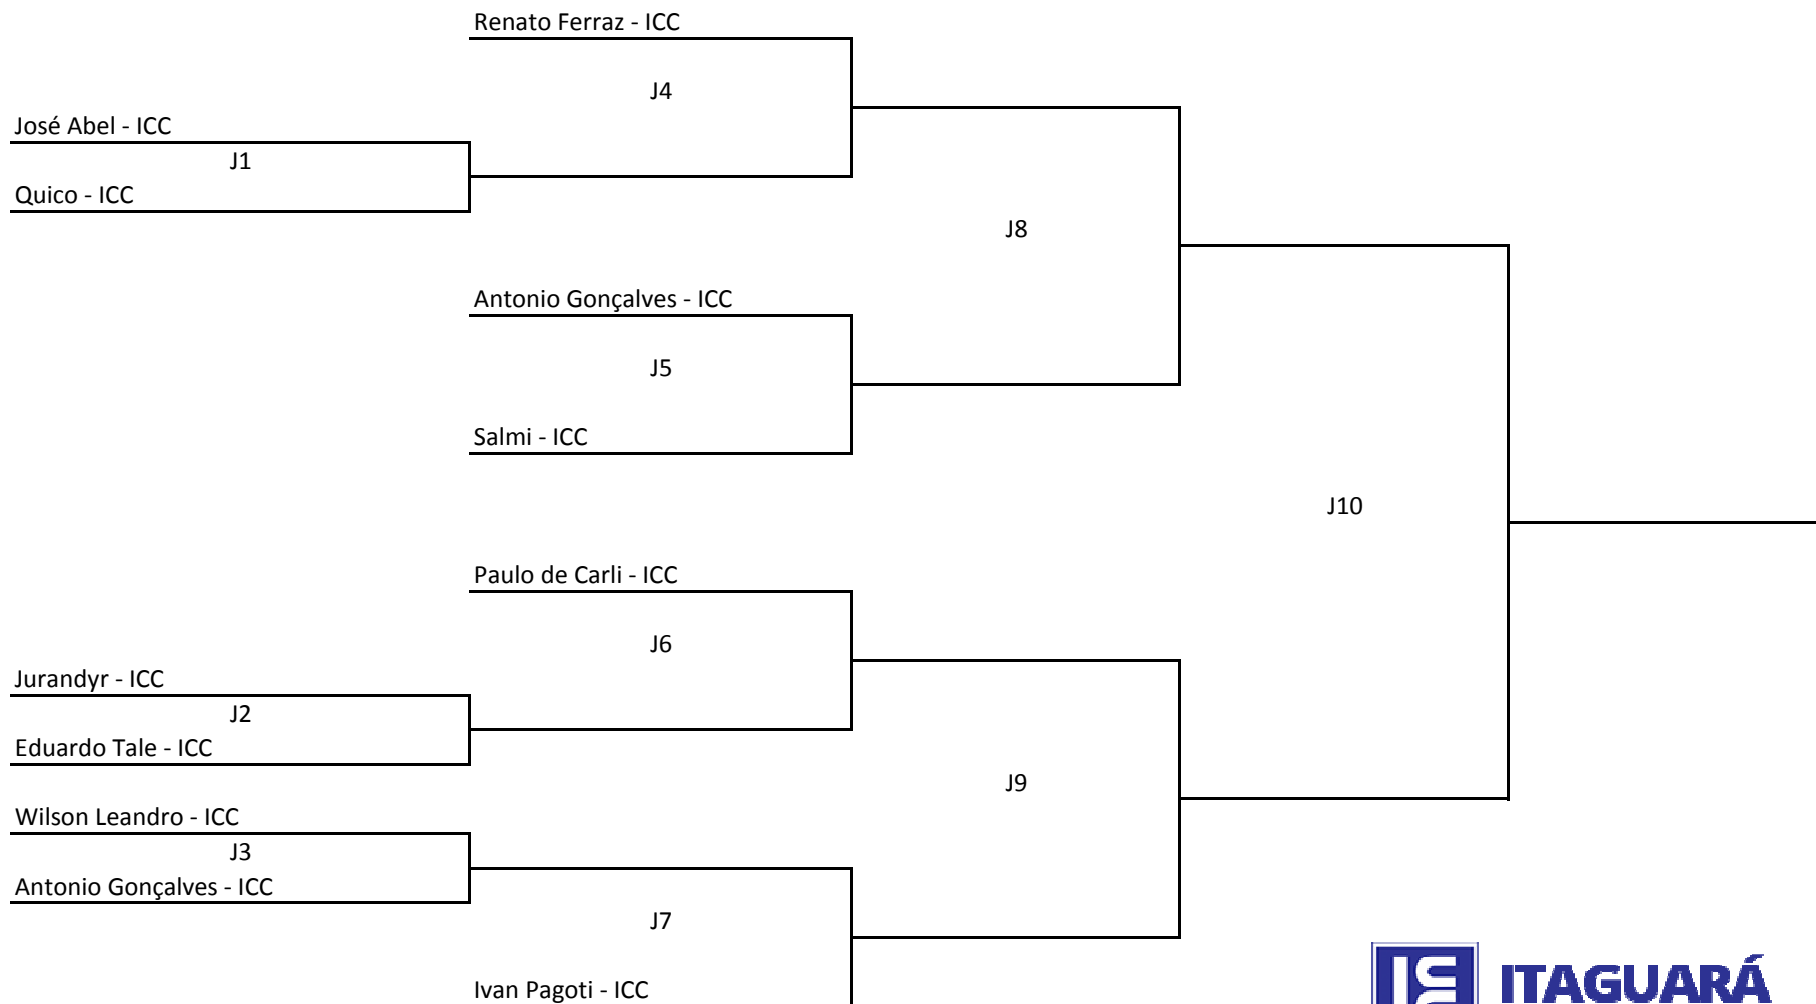 Renato Ferraz - ICC
J4
José Abel - ICC
J1
Quico - ICC
J8
Antonio Gonçalves - ICC
J5
Salmi - ICC
J10
Paulo de Carli - ICC
J6
Jurandyr - ICC
J2
Eduardo Tale - ICC
J9
Wilson Leandro - ICC
J3
Antonio Gonçalves - ICC
J7
Ivan Pagoti - ICC
ITAGUARÁ